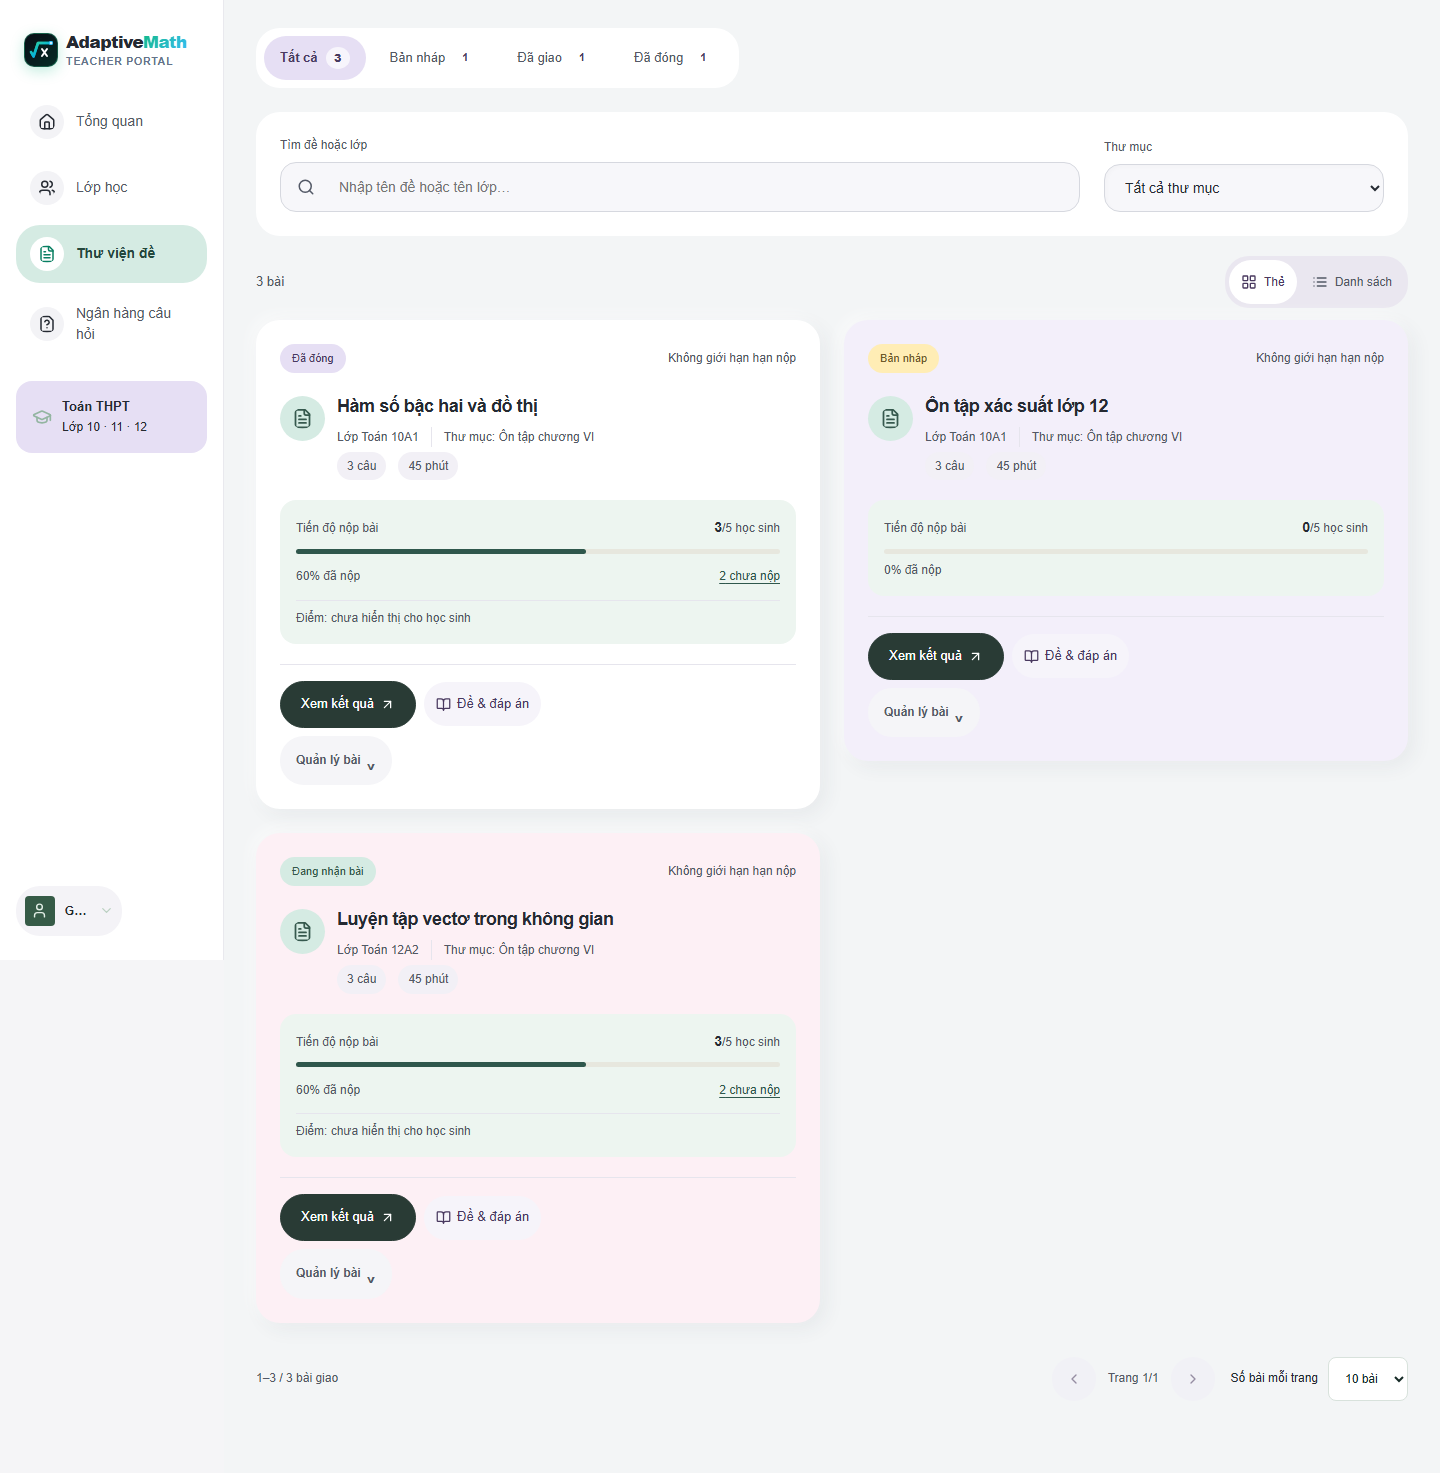 AdaptiveMath
TEACHER PORTAL
Tổng quan
Lớp học
Thư viện đề
Ngân hàng câu
hỏi
Toán THPT
Lớp 10 · 11 · 12
G...
Tất cả 3
Bản nháp 1
Đã giao 1
Đã đóng 1
Tìm đề hoặc lớp
Nhập tên đề hoặc tên lớp...
Thư mục
Tất cả thư mục
3 bài
Thẻ
Danh sách
Đã đóng
Không giới hạn hạn nộp
Hàm số bậc hai và đồ thị
Lớp Toán 10A1
Thư mục: Ôn tập chương VI
3 câu
45 phút
Tiến độ nộp bài
3/5 học sinh
60% đã nộp
2 chưa nộp
Điểm: chưa hiển thị cho học sinh
Xem kết quả
Đề & đáp án
Quản lý bài
Bản nháp
Không giới hạn hạn nộp
Ôn tập xác suất lớp 12
Lớp Toán 10A1
Thư mục: Ôn tập chương VI
3 câu
45 phút
Tiến độ nộp bài
0/5 học sinh
0% đã nộp
Xem kết quả
Đề & đáp án
Quản lý bài
Đang nhận bài
Không giới hạn hạn nộp
Luyện tập vectơ trong không gian
Lớp Toán 12A2
Thư mục: Ôn tập chương VI
3 câu
45 phút
Tiến độ nộp bài
3/5 học sinh
60% đã nộp
2 chưa nộp
Điểm: chưa hiển thị cho học sinh
Xem kết quả
Đề & đáp án
Quản lý bài
1–3 / 3 bài giao
Trang 1/1
Số bài mỗi trang
10 bài